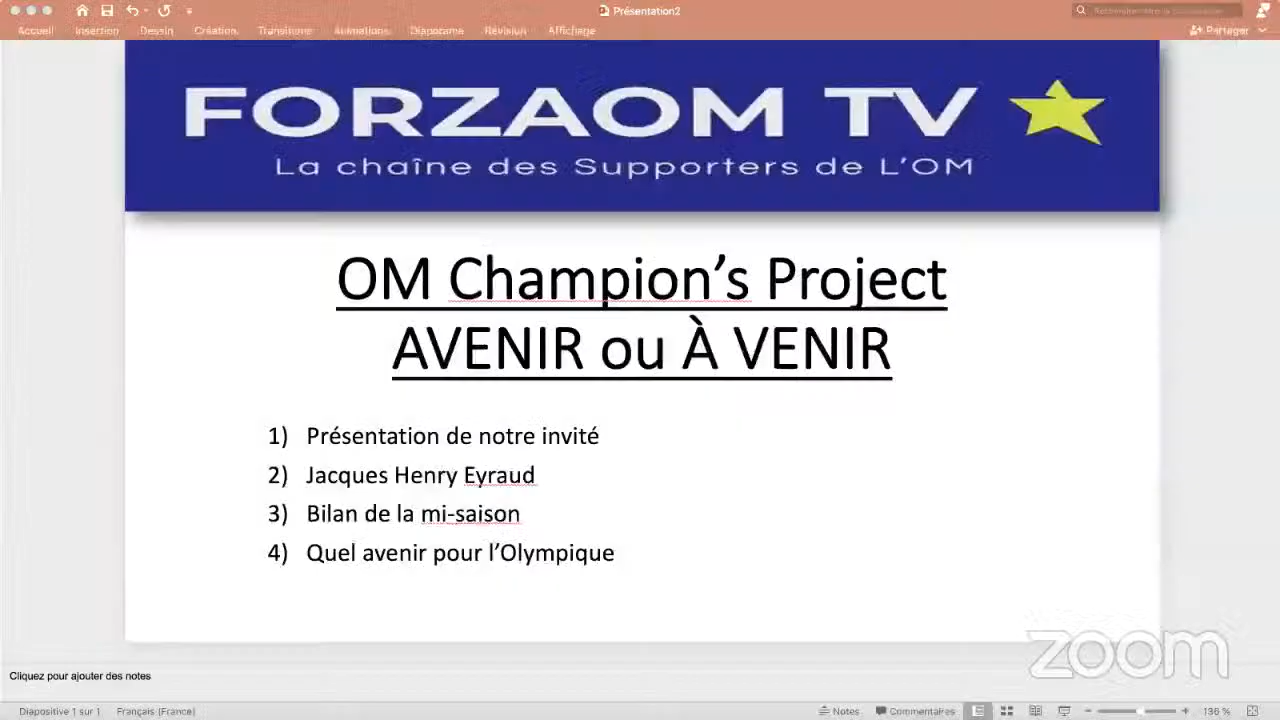 Présentation2
Accueil Insertion Dessin Création Transitions Animations Diaporama Révision Affichage
Partager
FORZAOM TV
La chaîne des Supporters de L'OM
OM Champion's Project
AVENIR ou À VENIR
1) Présentation de notre invité
2) Jacques Henry Eyraud
3) Bilan de la mi-saison
4) Quel avenir pour l'Olympique
zoom
Cliquez pour ajouter des notes
Diapositive 1 sur 1 Français (France) Notes Commentaires 136 %